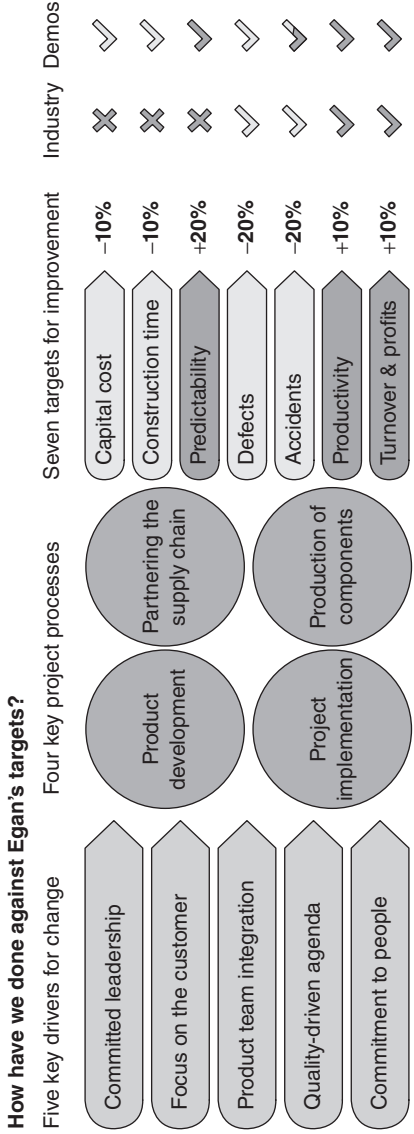 How have we done against Egan's targets?
Five key drivers for change
Four key project processes
Seven targets for improvement
Industry
Demos
Committed leadership
Focus on the customer
Product team integration
Quality-driven agenda
Commitment to people
Product
development
Partnering the
supply chain
Project
implementation
Production of
components
Capital cost
−10%
Construction time
−10%
Predictability
+20%
Defects
−20%
Accidents
−20%
Productivity
+10%
Turnover & profits
+10%